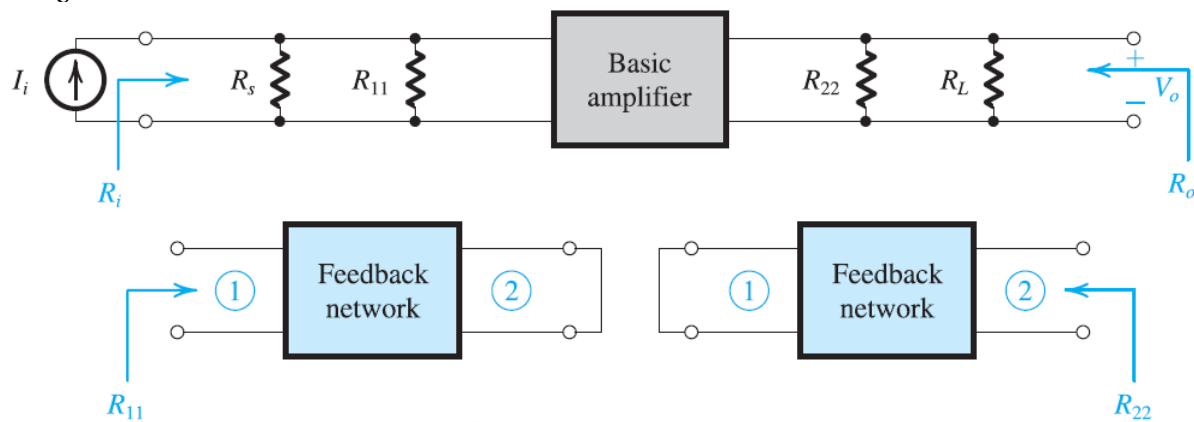 I_i
R_s
R_11
Basic
amplifier
R_22
R_L
+
V_o
−
R_i
R_o
1
Feedback
network
2
R_11
1
Feedback
network
2
R_22